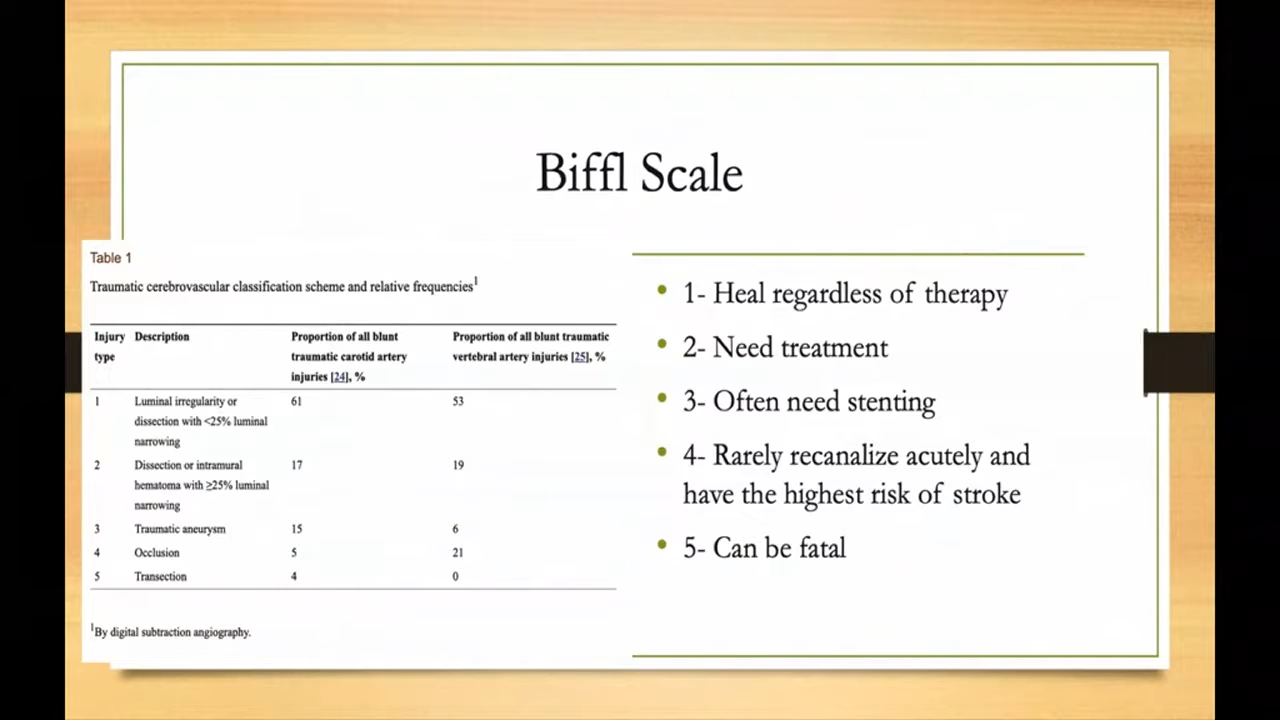 Biffl Scale
Table 1
Traumatic cerebrovascular classification scheme and relative frequencies1
Injury type Description Proportion of all blunt traumatic carotid artery injuries [24], % Proportion of all blunt traumatic vertebral artery injuries [25], %
1 Luminal irregularity or dissection with <25% luminal narrowing 61 53
2 Dissection or intramural hematoma with ≥25% luminal narrowing 17 19
3 Traumatic aneurysm 15 6
4 Occlusion 5 21
5 Transection 4 0
1By digital subtraction angiography.
• 1- Heal regardless of therapy
• 2- Need treatment
• 3- Often need stenting
• 4- Rarely recanalize acutely and
have the highest risk of stroke
• 5- Can be fatal